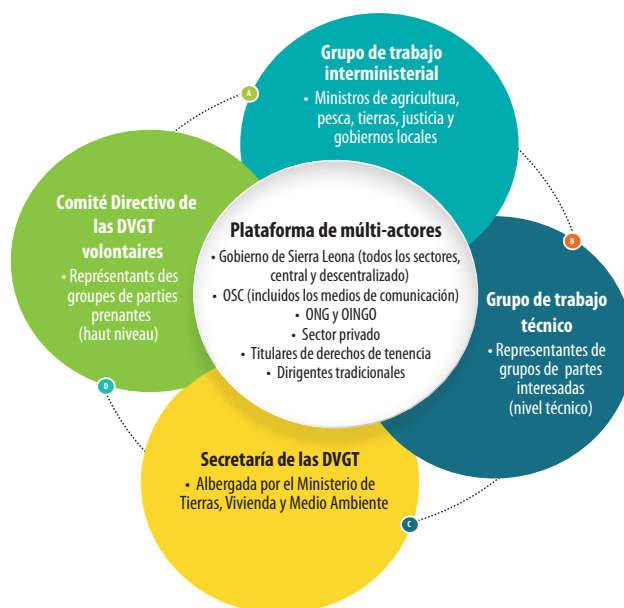 Grupo de trabajo
interministerial
• Ministros de agricultura,
pesca, tierras, justicia y
gobiernos locales
A
Comité Directivo de
las DVGT
volontaires
• Représentants des
groupes de parties
prenantes
(haut niveau)
Plataforma de múlti-actores
• Gobierno de Sierra Leona (todos los sectores,
central y descentralizado)
• OSC (incluidos los medios de comunicación)
• ONG y OINGO
• Sector privado
• Titulares de derechos de tenencia
• Dirigentes tradicionales
B
Grupo de trabajo
técnico
• Representantes de
grupos de partes
interesadas
(nivel técnico)
D
Secretaría de las DVGT
• Albergada por el Ministerio de
Tierras, Vivienda y Medio Ambiente
C